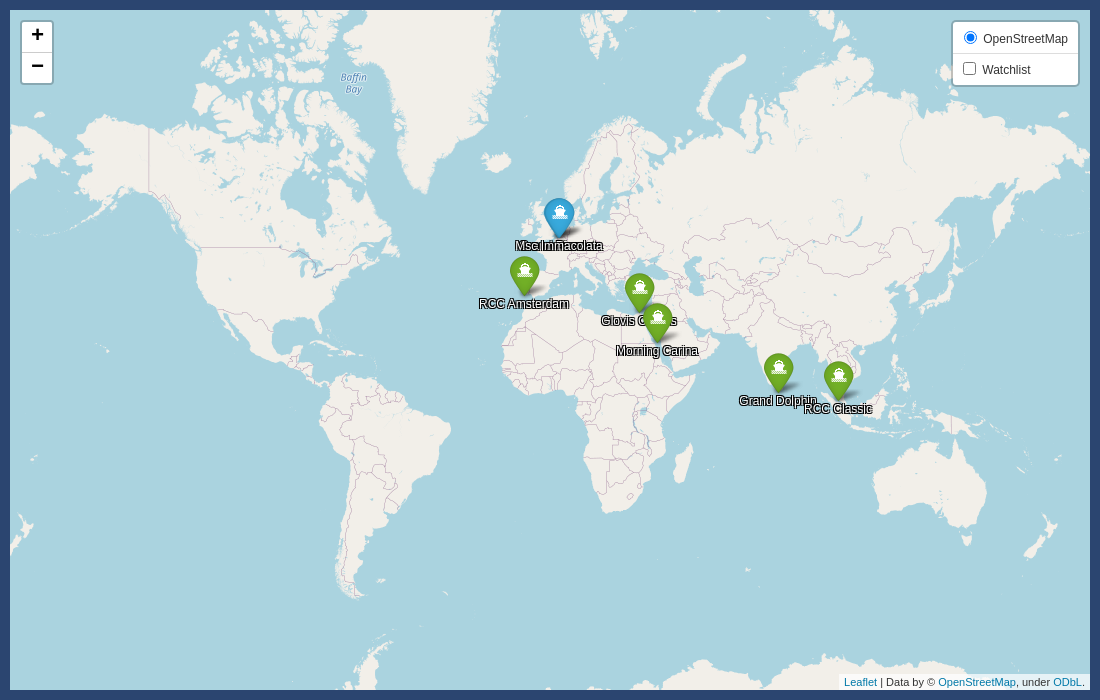 +
−
OpenStreetMap
Watchlist
Baffin
Bay
Msc Immacolata
RCC Amsterdam
Glovis
Morning Carina
Grand Dolphin
RCC Classic
Leaflet | Data by © OpenStreetMap, under ODbL.